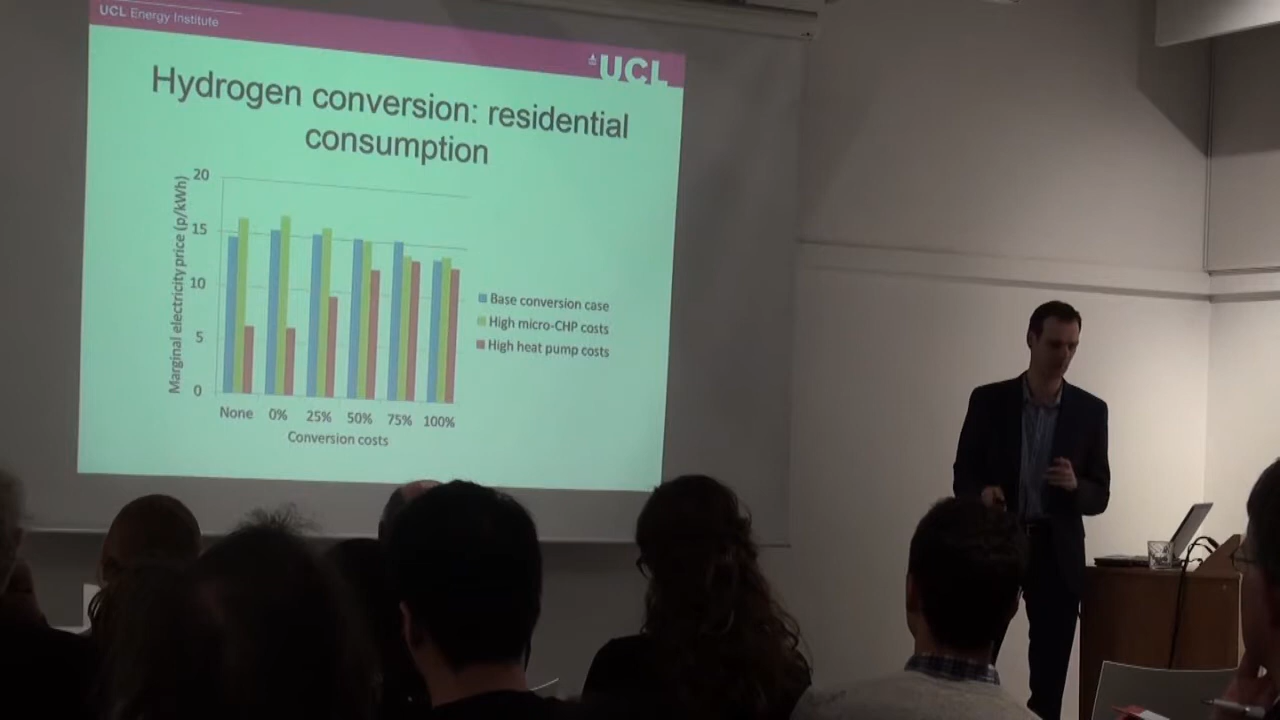 UCL Energy Institute
UCL
Hydrogen conversion: residential
consumption
Marginal electricity price (p/kWh)
20
15
10
5
0
None 0% 25% 50% 75% 100%
Conversion costs
Base conversion case
High micro-CHP costs
High heat pump costs